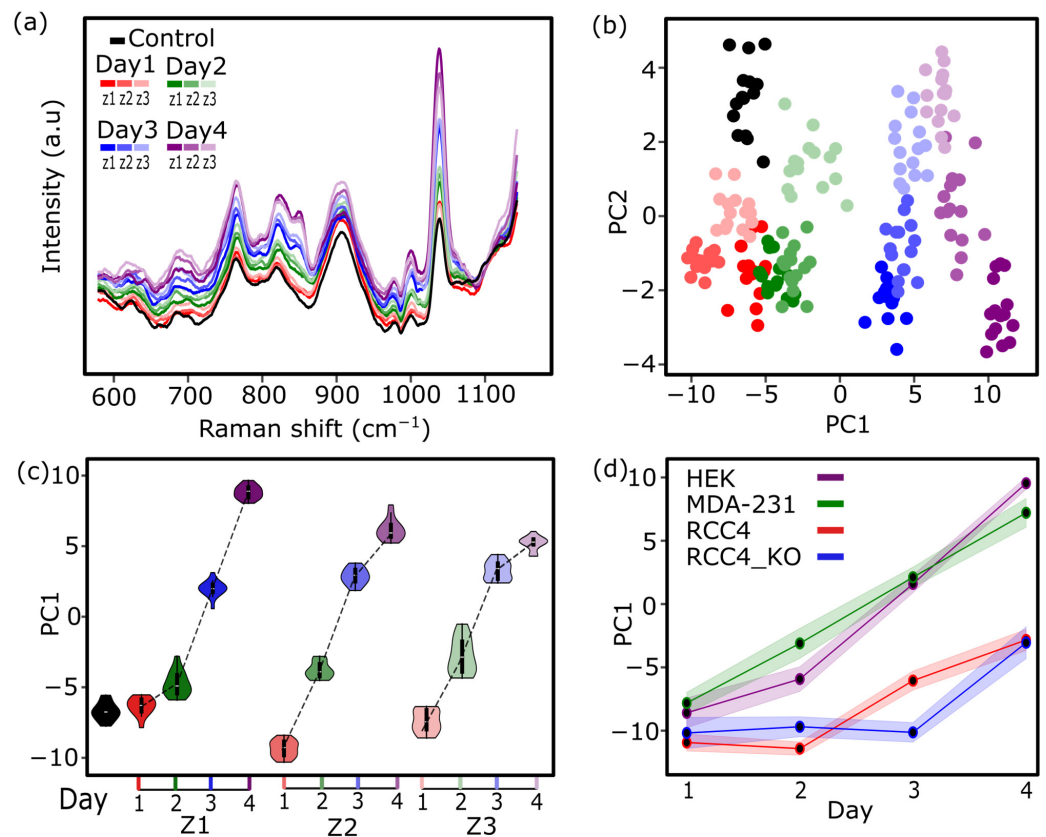 (a)
Control
Day1 Day2
z1 z2 z3 z1 z2 z3
Day3 Day4
z1 z2 z3 z1 z2 z3
Intensity (a.u)
600 700 800 900 1000 1100
Raman shift (cm⁻¹)
(b)
4
2
0
−2
−4
PC2
−10 −5 0 5 10
PC1
(c)
10
5
0
−5
−10
PC1
Day 1 2 3 4 1 2 3 4 1 2 3 4
Z1 Z2 Z3
(d)
HEK
MDA-231
RCC4
RCC4_KO
10
5
0
−5
−10
PC1
1 2 3 4
Day